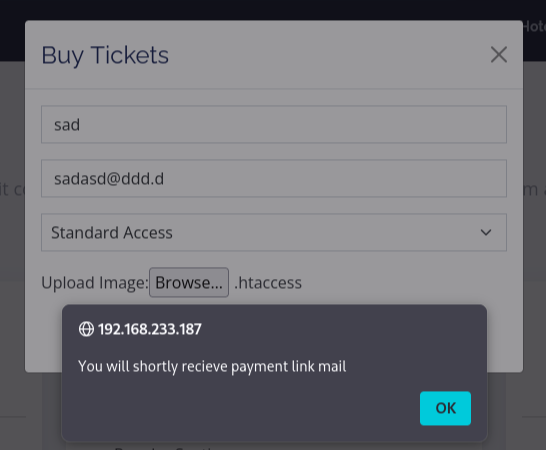 Buy Tickets
sad
sadasd@ddd.d
Standard Access
Upload Image: Browse... .htaccess
192.168.233.187
You will shortly recieve payment link mail
OK